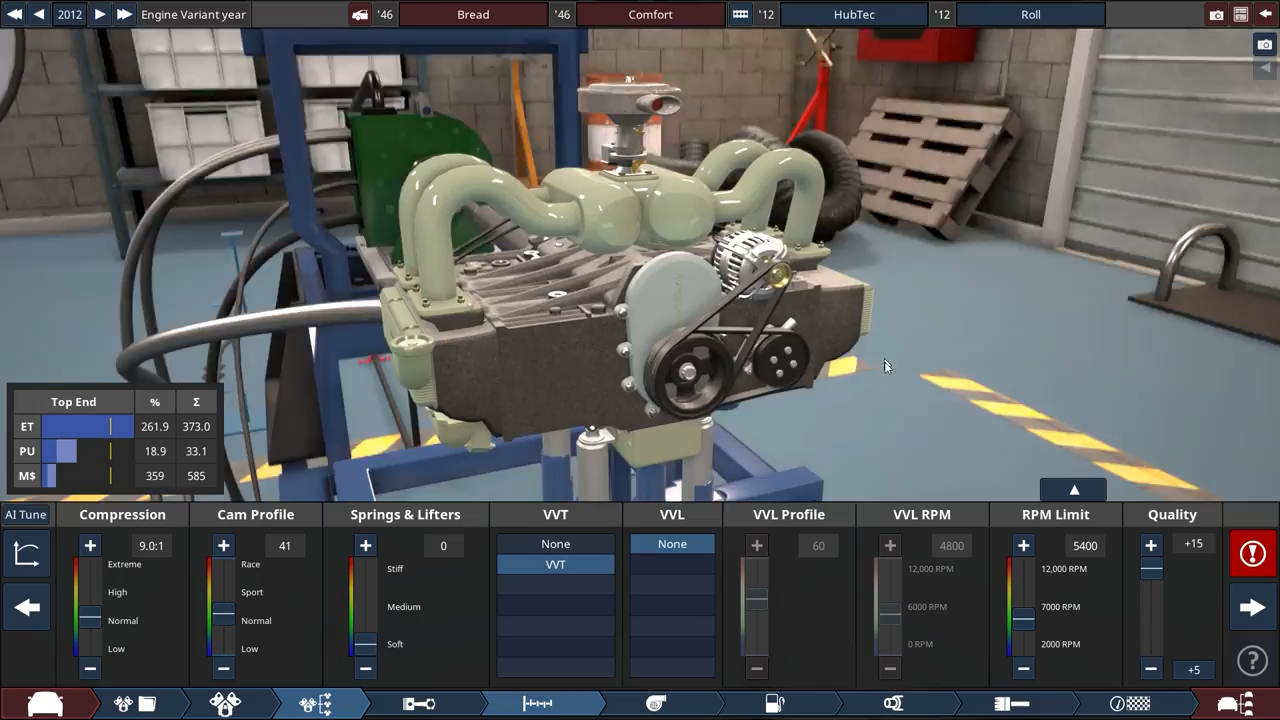 2012 Engine Variant year '46 Bread '46 Comfort '12 HubTec '12 Roll
Top End % Σ
ET 261.9 373.0
PU 18.9 33.1
M$ 359 585
AI Tune Compression Cam Profile Springs & Lifters VVT VVL VVL Profile VVL RPM RPM Limit Quality
9.0:1 41 0 None None 60 4800 5400 +15
Extreme Race Stiff VVT 12,000 RPM 12,000 RPM
High Sport Medium 6000 RPM 7000 RPM
Normal Normal
Low Low Soft 0 RPM 2000 RPM
+5